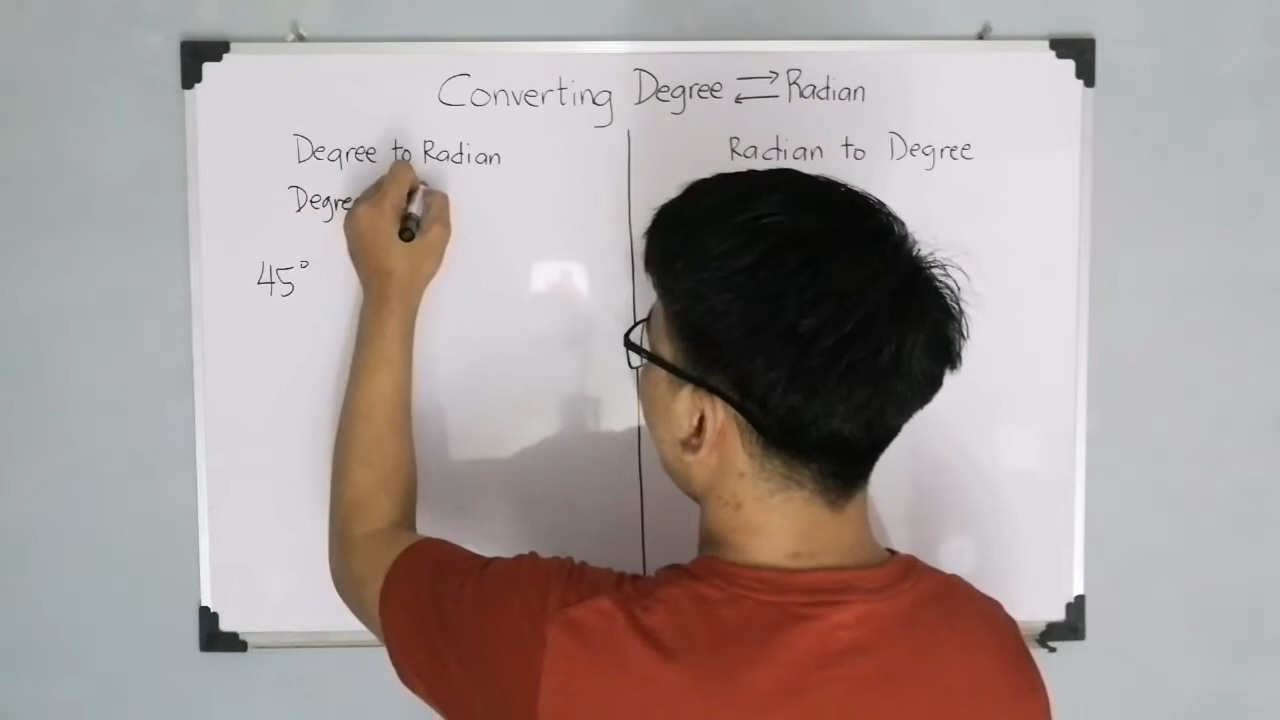 Converting Degree ⇄ Radian
Degree to Radian
Radian to Degree
Degre
45°